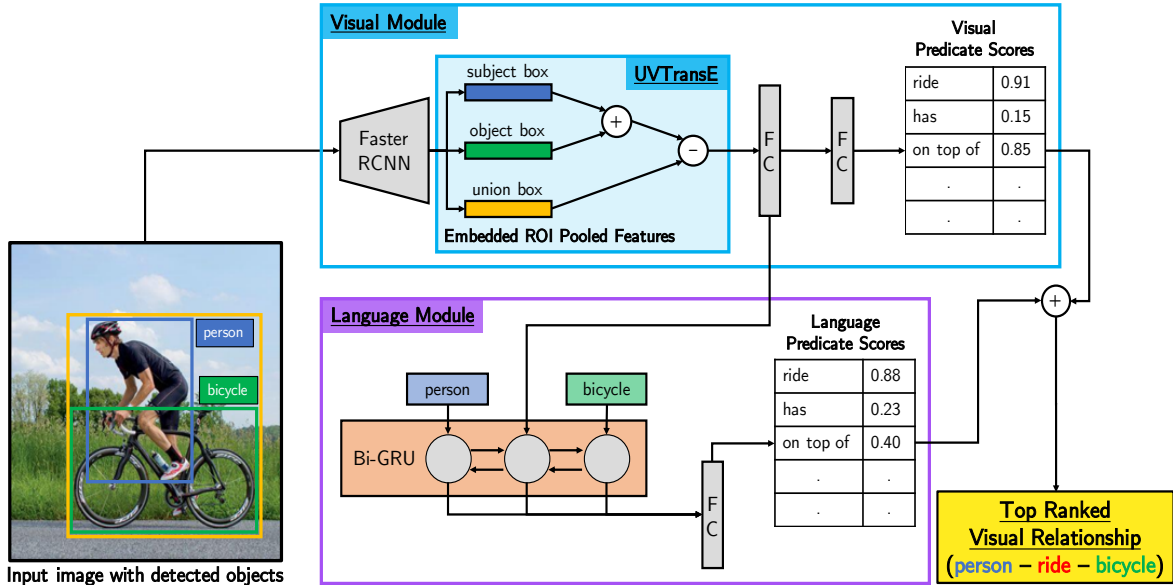 Visual Module
UVTransE
subject box
object box
union box
Faster
RCNN
+
−
Embedded ROI Pooled Features
F
C
F
C
Visual
Predicate Scores
ride 0.91
has 0.15
on top of 0.85
. .
. .
person
bicycle
Input image with detected objects
Language Module
person
bicycle
Bi-GRU
F
C
Language
Predicate Scores
ride 0.88
has 0.23
on top of 0.40
. .
. .
+
Top Ranked
Visual Relationship
(person – ride – bicycle)